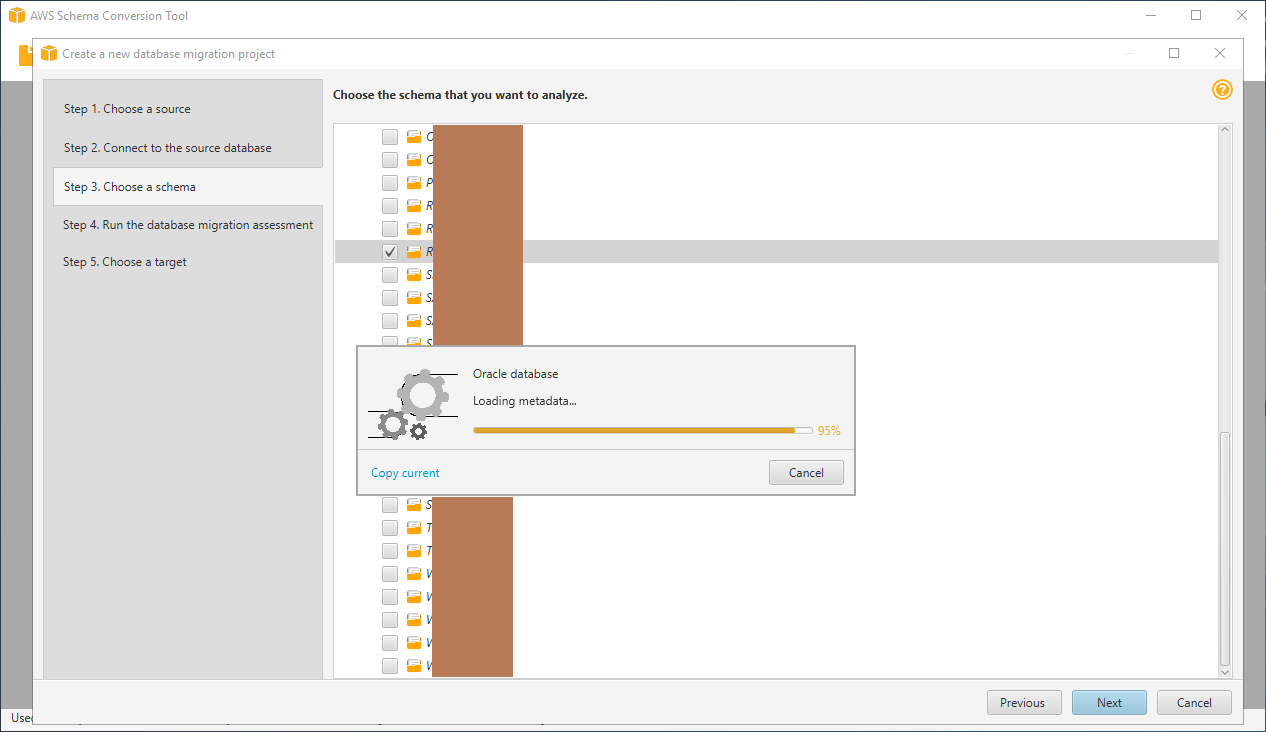 AWS Schema Conversion Tool
Create a new database migration project
Step 1. Choose a source
Step 2. Connect to the source database
Step 3. Choose a schema
Step 4. Run the database migration assessment
Step 5. Choose a target
Choose the schema that you want to analyze.
Oracle database
Loading metadata...
95%
Copy current
Cancel
Previous
Next
Cancel